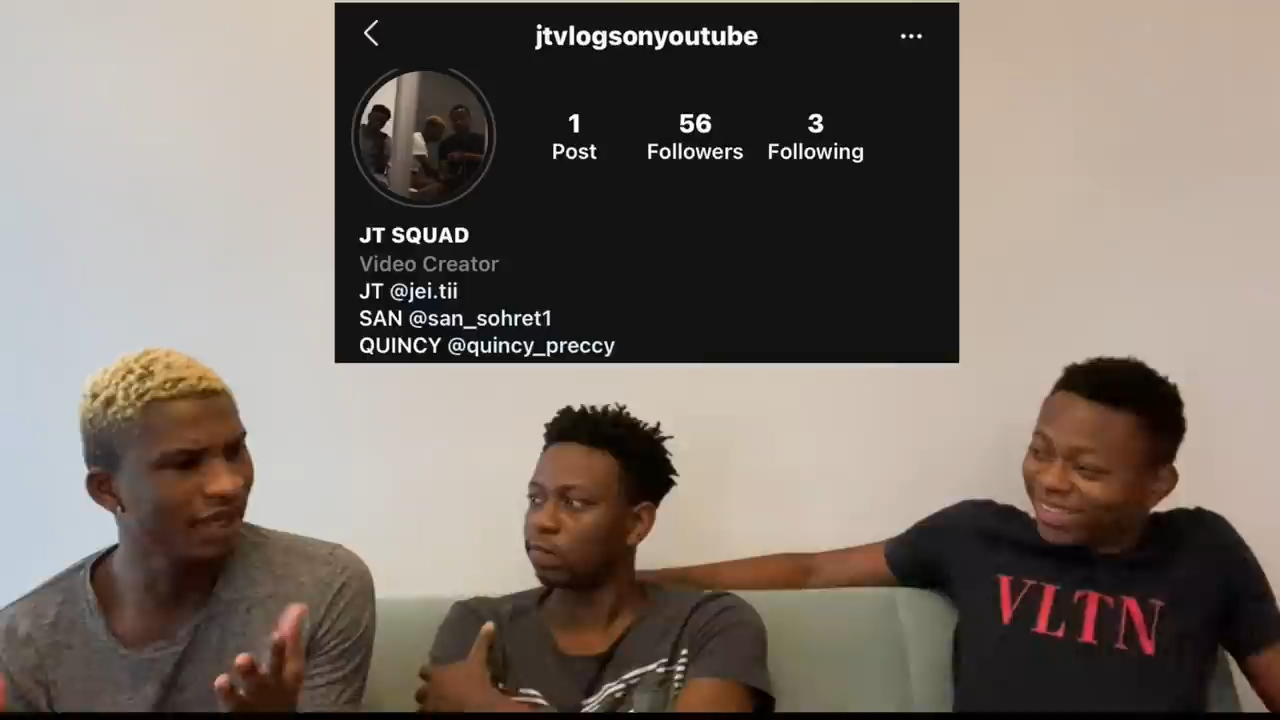 jtvlogsonyoutube
1
Post
56
Followers
3
Following
JT SQUAD
Video Creator
JT @jei.tii
SAN @san_sohret1
QUINCY @quincy_preccy
VLTN